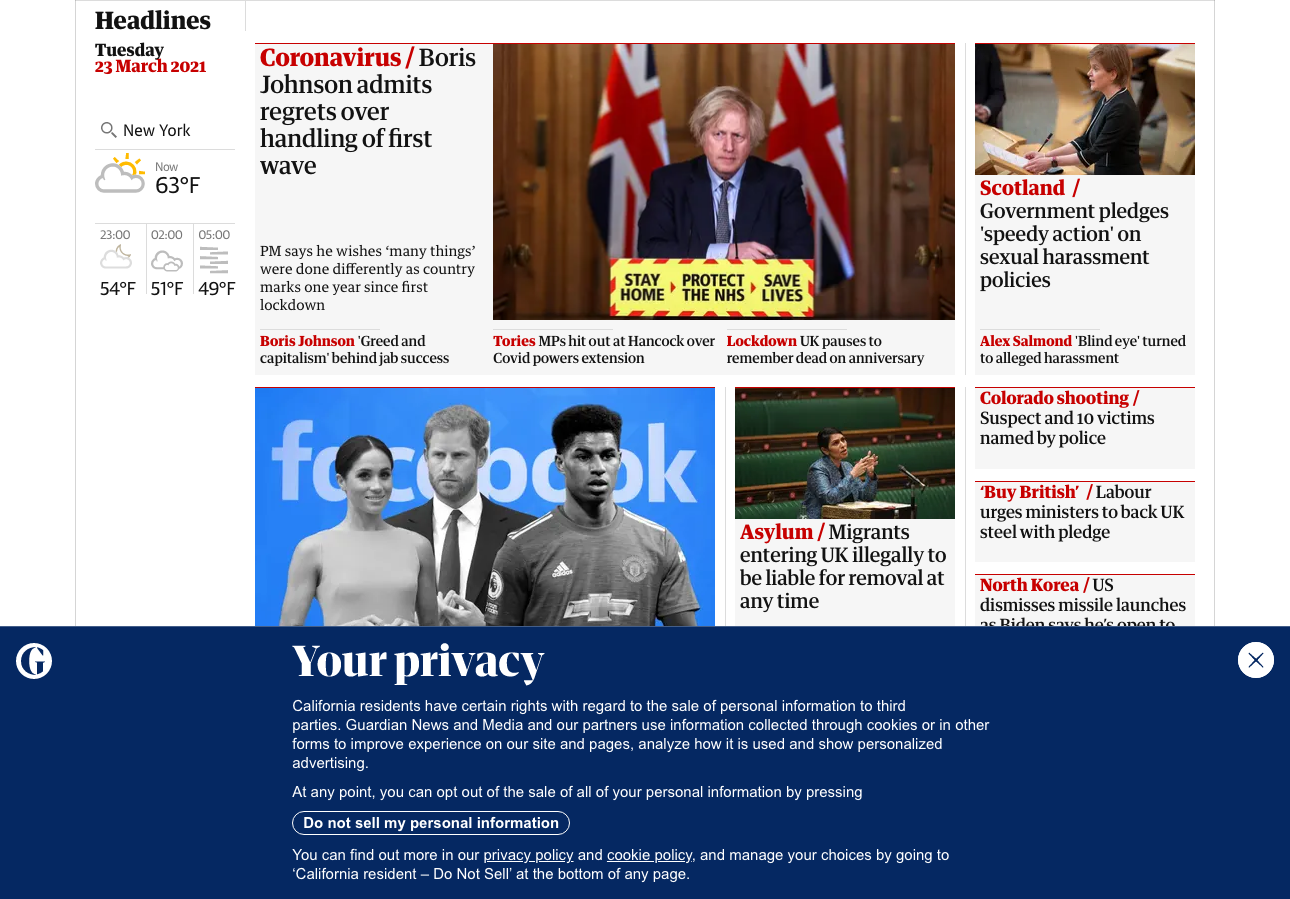 Headlines
Tuesday
23 March 2021
New York
Now
63°F
23:00
02:00
05:00
54°F
51°F
49°F
Coronavirus / Boris
Johnson admits
regrets over
handling of first
wave
PM says he wishes ‘many things’
were done differently as country
marks one year since first
lockdown
STAY
HOME
PROTECT
THE NHS
SAVE
LIVES
Boris Johnson 'Greed and
capitalism' behind jab success
Tories MPs hit out at Hancock over
Covid powers extension
Lockdown UK pauses to
remember dead on anniversary
Scotland /
Government pledges
'speedy action' on
sexual harassment
policies
Alex Salmond 'Blind eye' turned
to alleged harassment
facebook
adidas
Asylum / Migrants
entering UK illegally to
be liable for removal at
any time
Colorado shooting /
Suspect and 10 victims
named by police
‘Buy British’ / Labour
urges ministers to back UK
steel with pledge
North Korea / US
dismisses missile launches
as Biden says he's open to
Your privacy
California residents have certain rights with regard to the sale of personal information to third
parties. Guardian News and Media and our partners use information collected through cookies or in other
forms to improve experience on our site and pages, analyze how it is used and show personalized
advertising.
At any point, you can opt out of the sale of all of your personal information by pressing
Do not sell my personal information
You can find out more in our privacy policy and cookie policy, and manage your choices by going to
‘California resident – Do Not Sell’ at the bottom of any page.